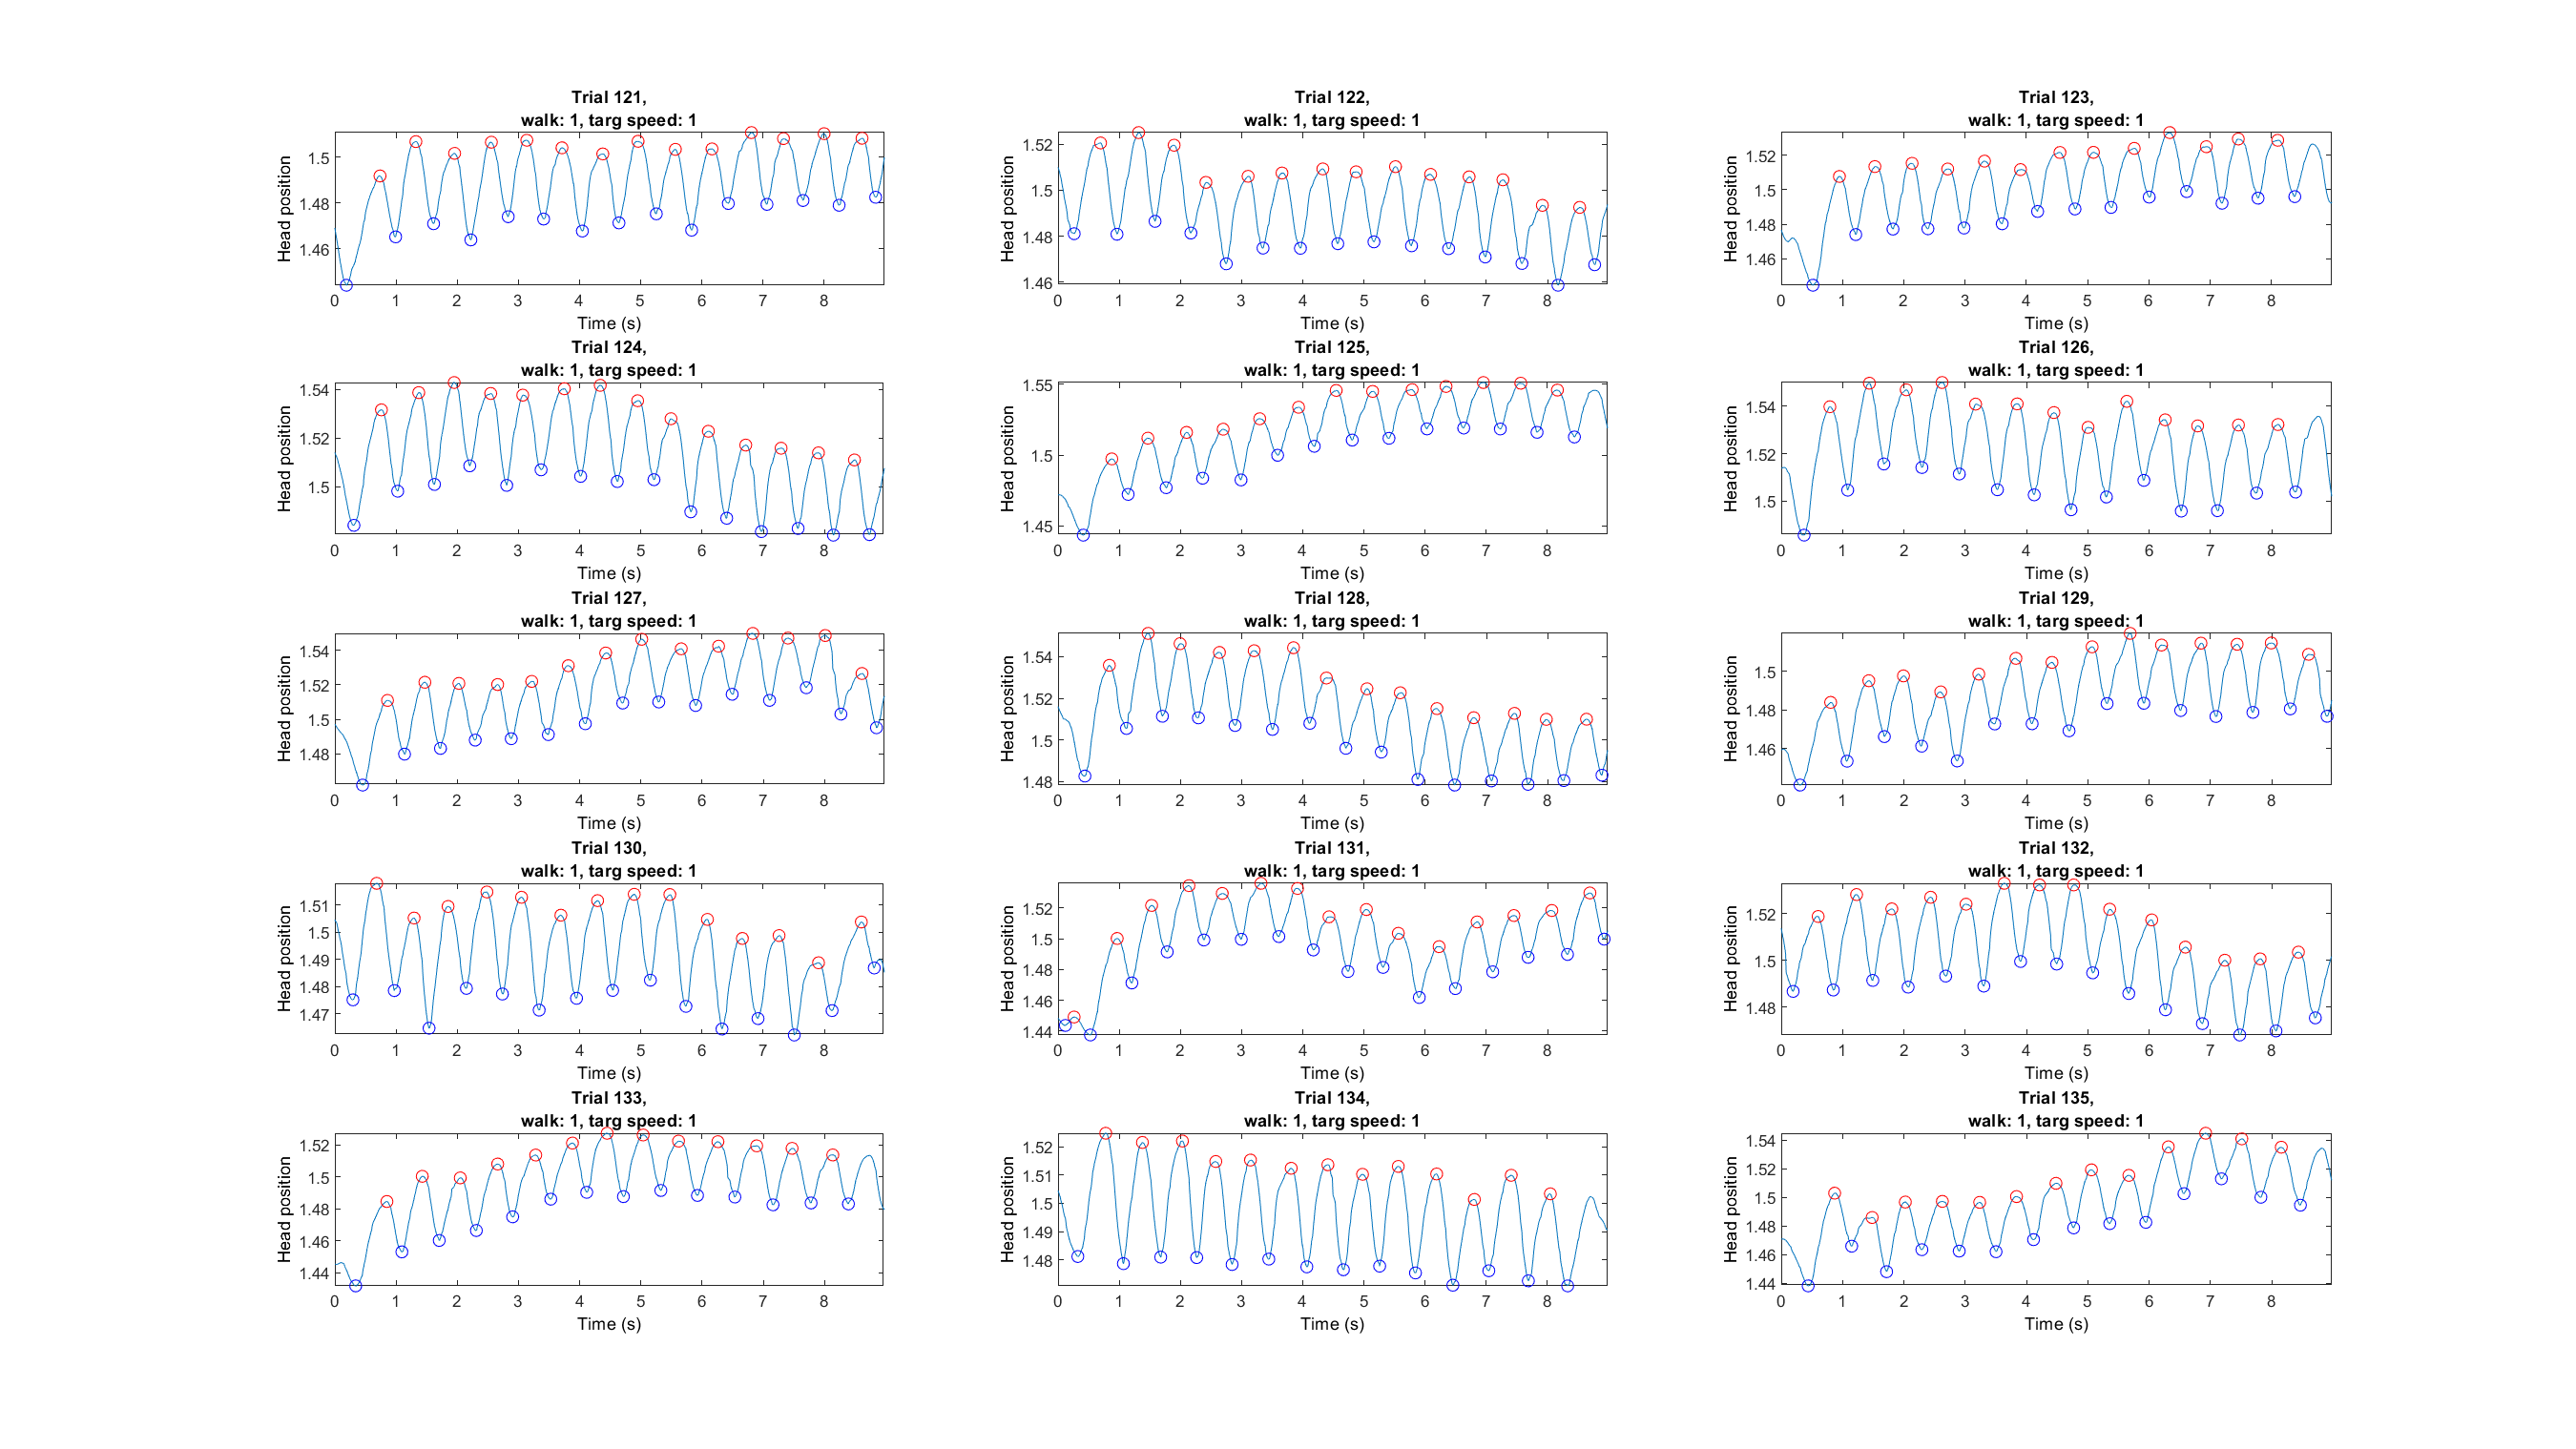 Trial 121,
walk: 1, targ speed: 1
Head position
1.5
1.48
1.46
0 1 2 3 4 5 6 7 8
Time (s)
Trial 122,
walk: 1, targ speed: 1
Head position
1.52
1.5
1.48
1.46
0 1 2 3 4 5 6 7 8
Time (s)
Trial 123,
walk: 1, targ speed: 1
Head position
1.52
1.5
1.48
1.46
0 1 2 3 4 5 6 7 8
Time (s)
Trial 124,
walk: 1, targ speed: 1
Head position
1.54
1.52
1.5
0 1 2 3 4 5 6 7 8
Time (s)
Trial 125,
walk: 1, targ speed: 1
Head position
1.55
1.5
1.45
0 1 2 3 4 5 6 7 8
Time (s)
Trial 126,
walk: 1, targ speed: 1
Head position
1.54
1.52
1.5
0 1 2 3 4 5 6 7 8
Time (s)
Trial 127,
walk: 1, targ speed: 1
Head position
1.54
1.52
1.5
1.48
0 1 2 3 4 5 6 7 8
Time (s)
Trial 128,
walk: 1, targ speed: 1
Head position
1.54
1.52
1.5
1.48
0 1 2 3 4 5 6 7 8
Time (s)
Trial 129,
walk: 1, targ speed: 1
Head position
1.5
1.48
1.46
0 1 2 3 4 5 6 7 8
Time (s)
Trial 130,
walk: 1, targ speed: 1
Head position
1.51
1.5
1.49
1.48
1.47
0 1 2 3 4 5 6 7 8
Time (s)
Trial 131,
walk: 1, targ speed: 1
Head position
1.52
1.5
1.48
1.46
1.44
0 1 2 3 4 5 6 7 8
Time (s)
Trial 132,
walk: 1, targ speed: 1
Head position
1.52
1.5
1.48
0 1 2 3 4 5 6 7 8
Time (s)
Trial 133,
walk: 1, targ speed: 1
Head position
1.52
1.5
1.48
1.46
1.44
0 1 2 3 4 5 6 7 8
Time (s)
Trial 134,
walk: 1, targ speed: 1
Head position
1.52
1.51
1.5
1.49
1.48
0 1 2 3 4 5 6 7 8
Time (s)
Trial 135,
walk: 1, targ speed: 1
Head position
1.54
1.52
1.5
1.48
1.46
1.44
0 1 2 3 4 5 6 7 8
Time (s)